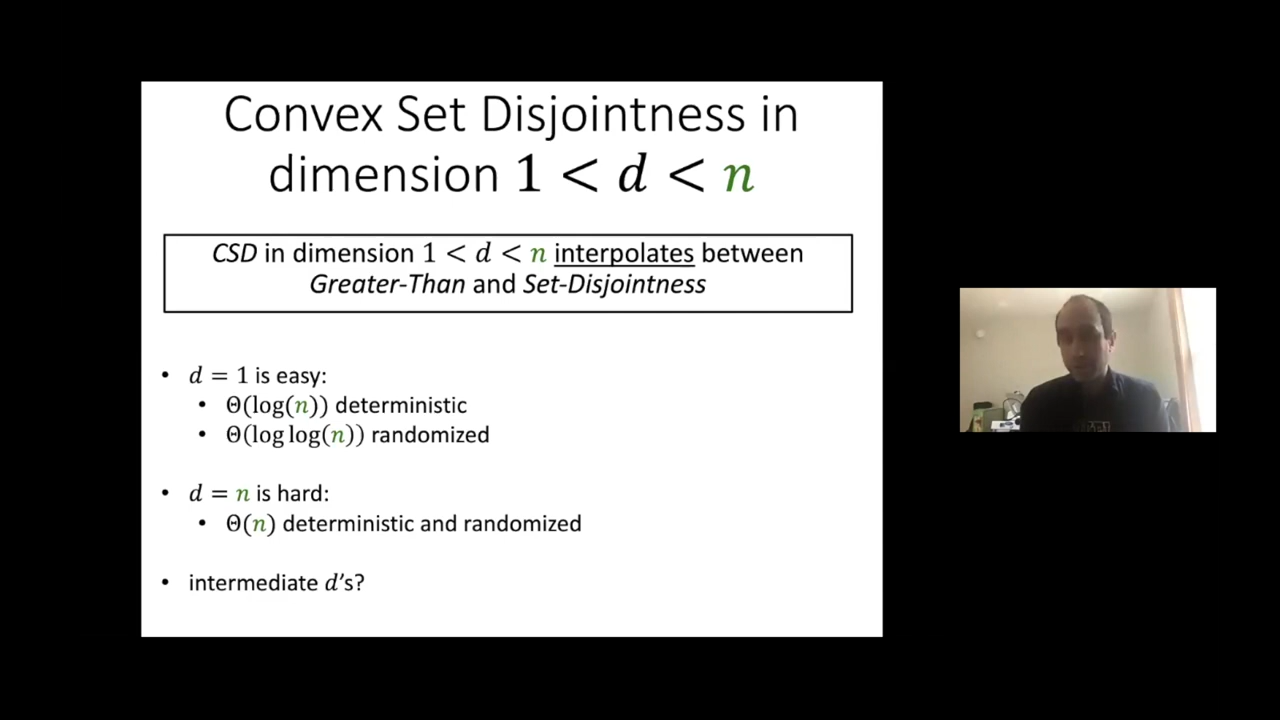 Convex Set Disjointness in
dimension 1 < d < n
CSD in dimension 1 < d < n interpolates between
Greater-Than and Set-Disjointness
• d = 1 is easy:
• Θ(log(n)) deterministic
• Θ(log log(n)) randomized
• d = n is hard:
• Θ(n) deterministic and randomized
• intermediate d's?